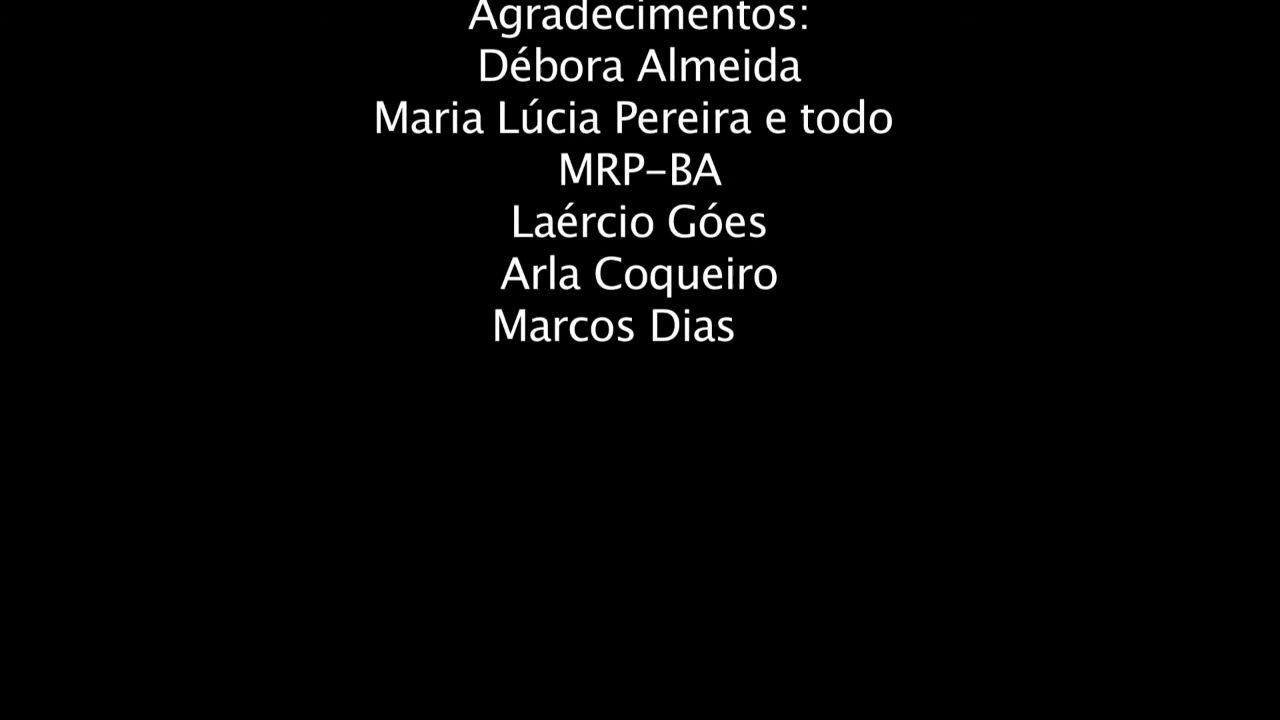 Agradecimentos:
Débora Almeida
Maria Lúcia Pereira e todo
MRP-BA
Laércio Góes
Arla Coqueiro
Marcos Dias